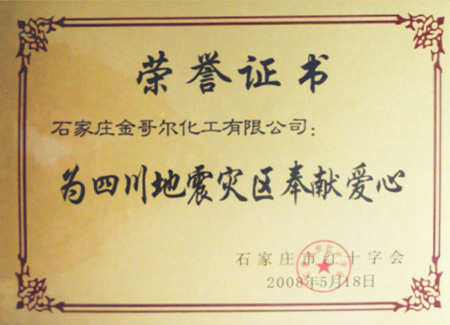 荣誉证书
石家庄金哥尔化工有限公司：
为四川地震灾区奉献爱心
石家庄市红十字会
2008年5月18日